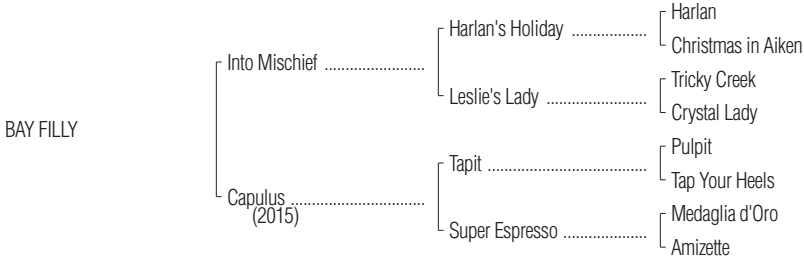 Harlan
Harlan's Holiday ..................
Christmas in Aiken
Into Mischief ........................
Tricky Creek
Leslie's Lady ........................
Crystal Lady
BAY FILLY
Pulpit
Tapit ......................................
Tap Your Heels
Capulus ................................
(2015)
Medaglia d'Oro
Super Espresso ....................
Amizette